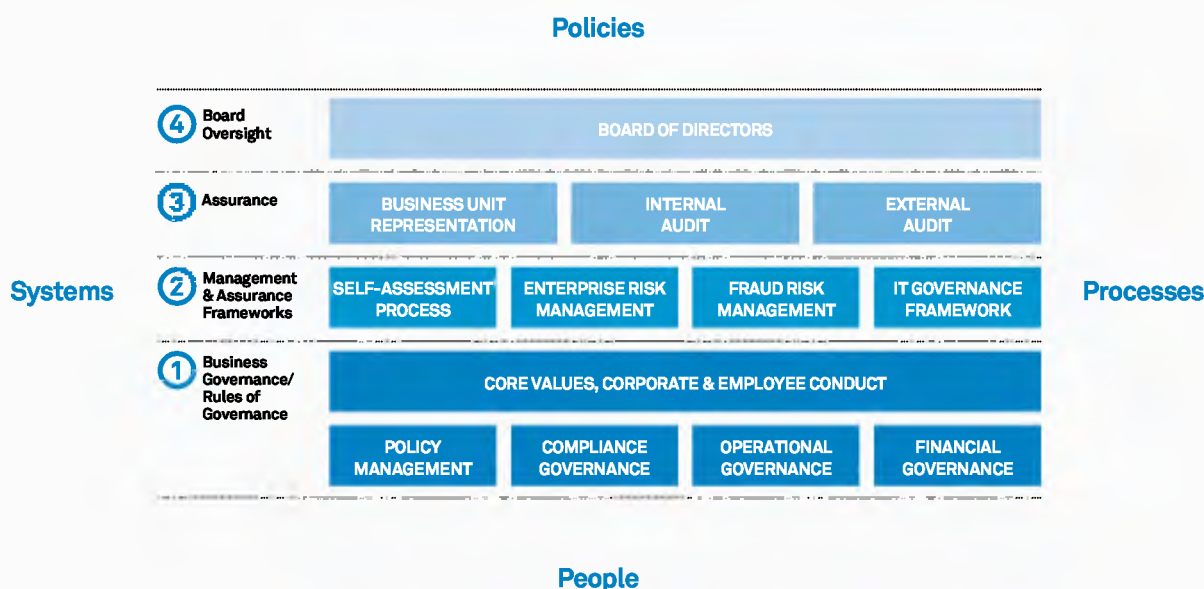 Policies
4
Board
Oversight
BOARD OF DIRECTORS
3
Assurance
BUSINESS UNIT
REPRESENTATION
INTERNAL
AUDIT
EXTERNAL
AUDIT
Systems
2
Management
& Assurance
Frameworks
SELF-ASSESSMENT
PROCESS
ENTERPRISE RISK
MANAGEMENT
FRAUD RISK
MANAGEMENT
IT GOVERNANCE
FRAMEWORK
Processes
1
Business
Governance/
Rules of
Governance
CORE VALUES, CORPORATE & EMPLOYEE CONDUCT
POLICY
MANAGEMENT
COMPLIANCE
GOVERNANCE
OPERATIONAL
GOVERNANCE
FINANCIAL
GOVERNANCE
People